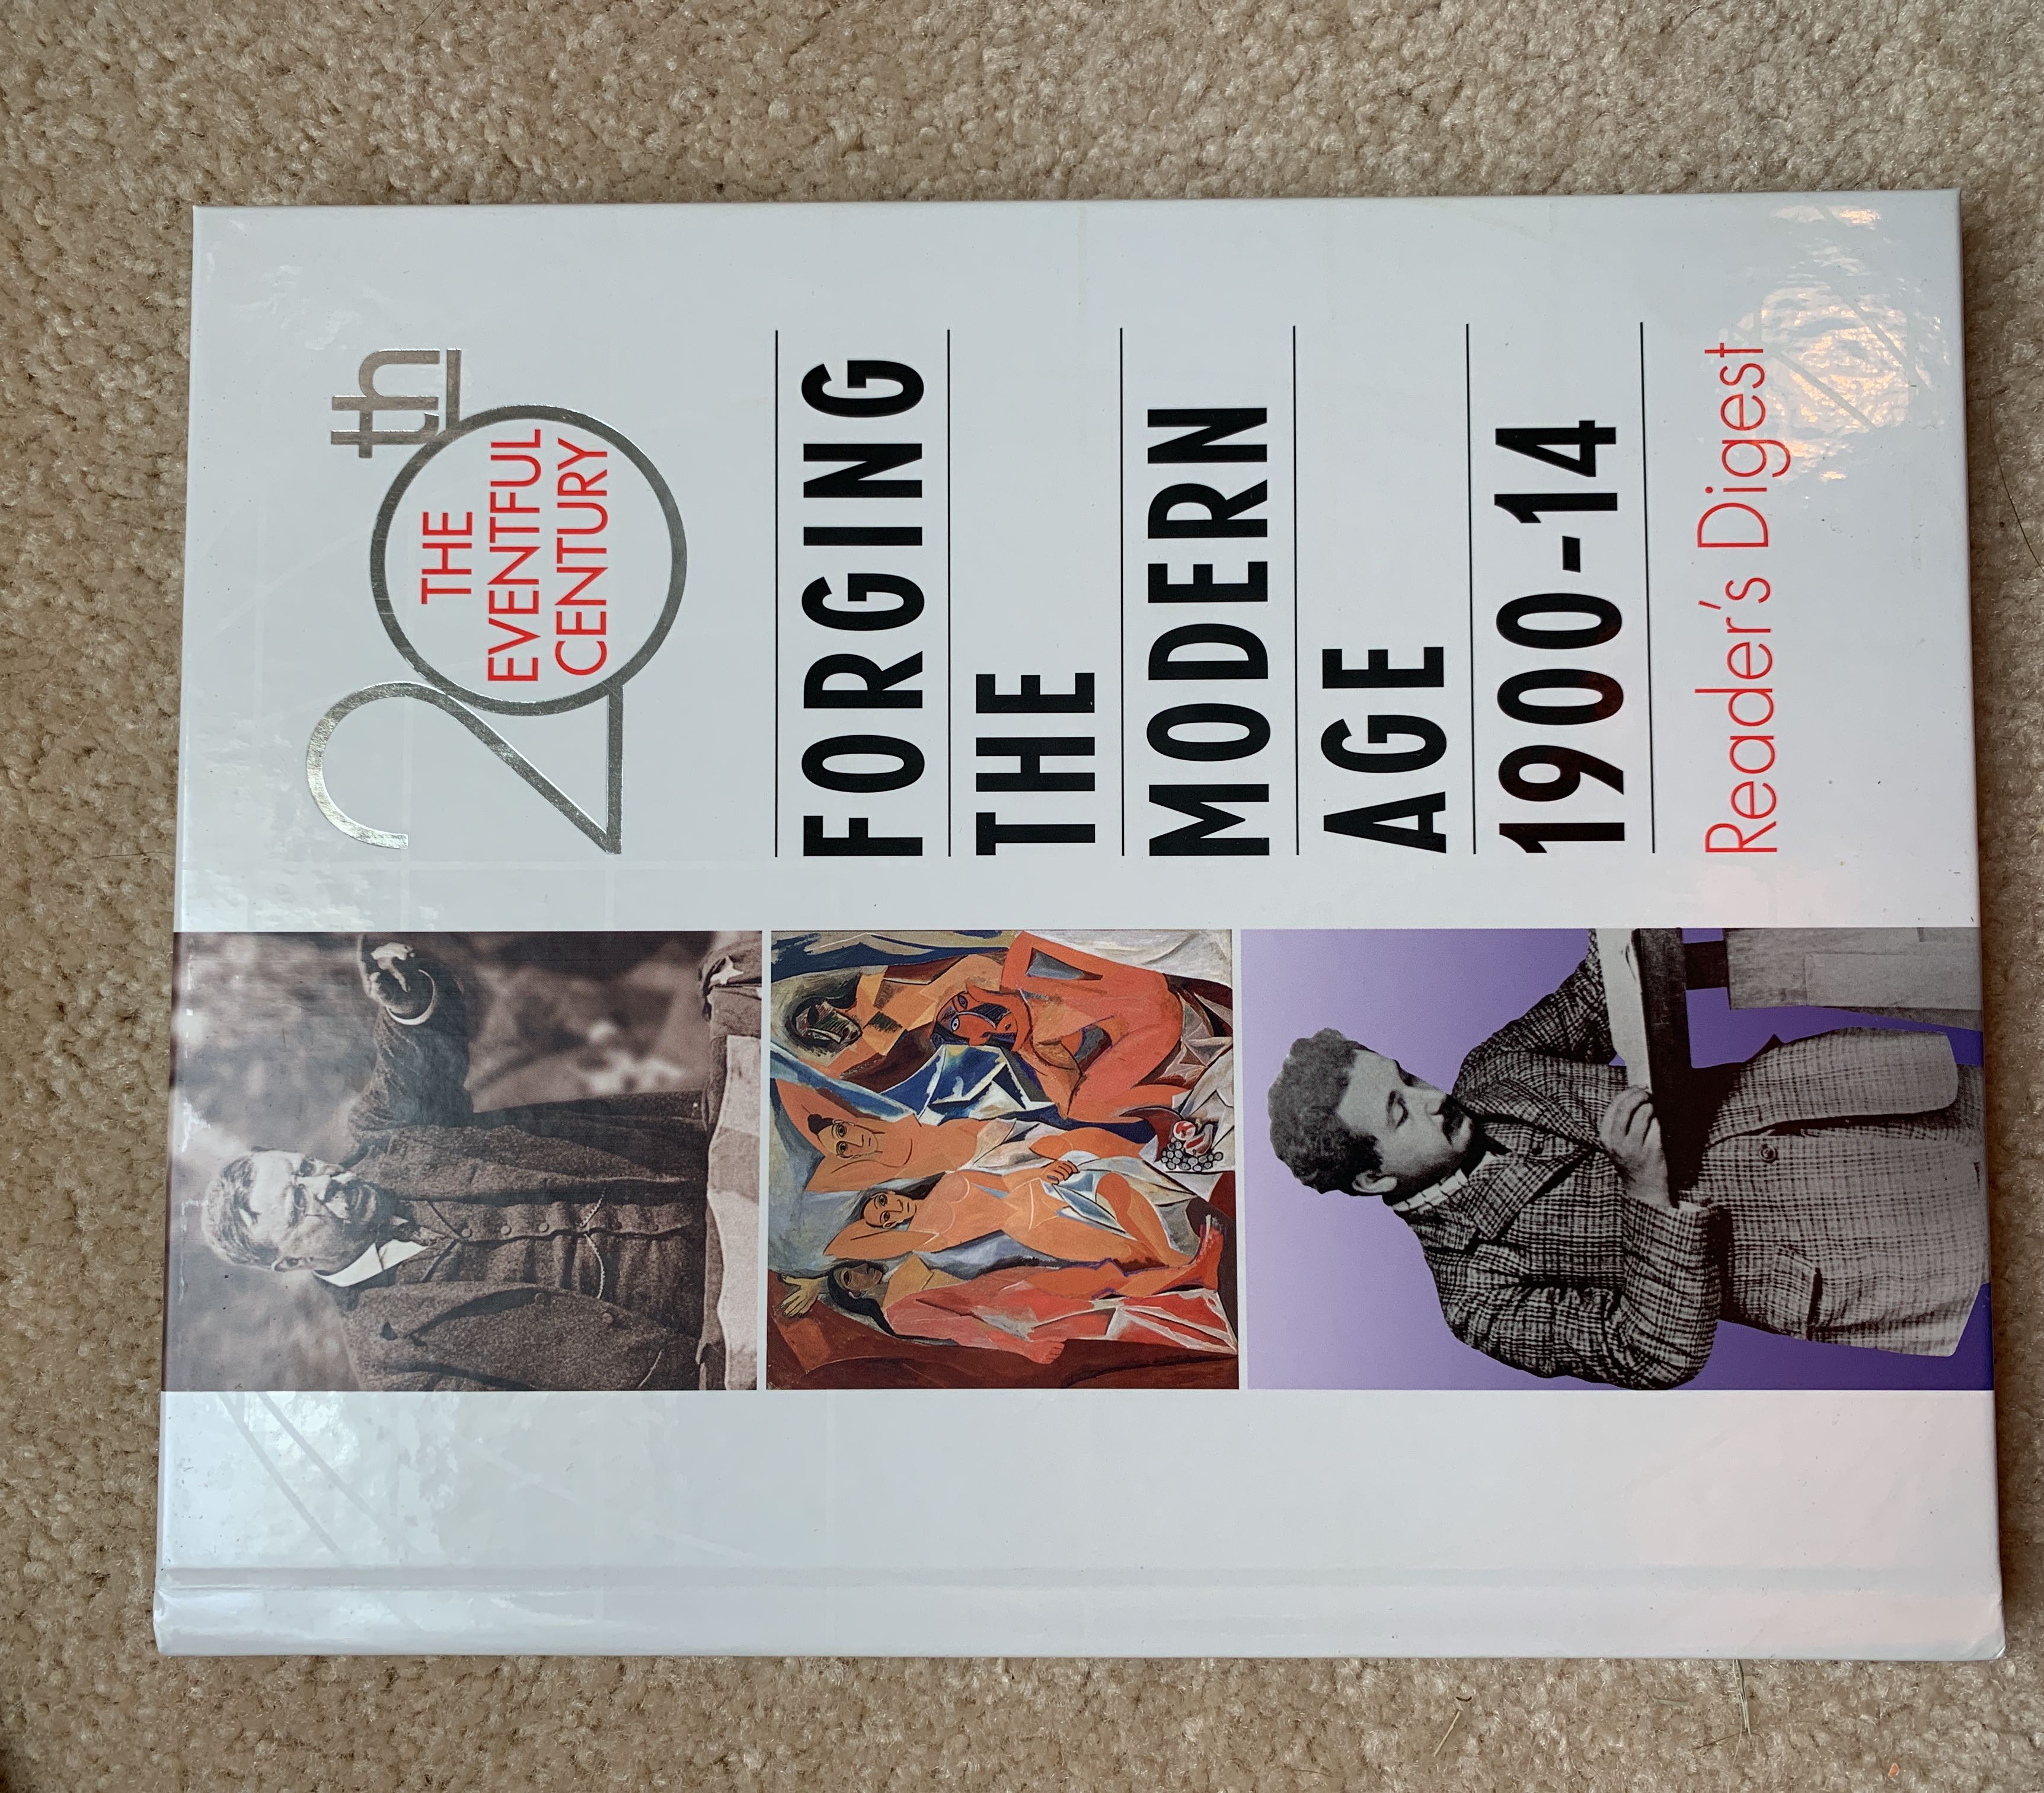 20th
THE
EVENTFUL
CENTURY
FORGING
THE
MODERN
AGE
1900-14
Reader's Digest